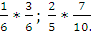 1/6 * 3/6 ; 2/5 * 7/10.